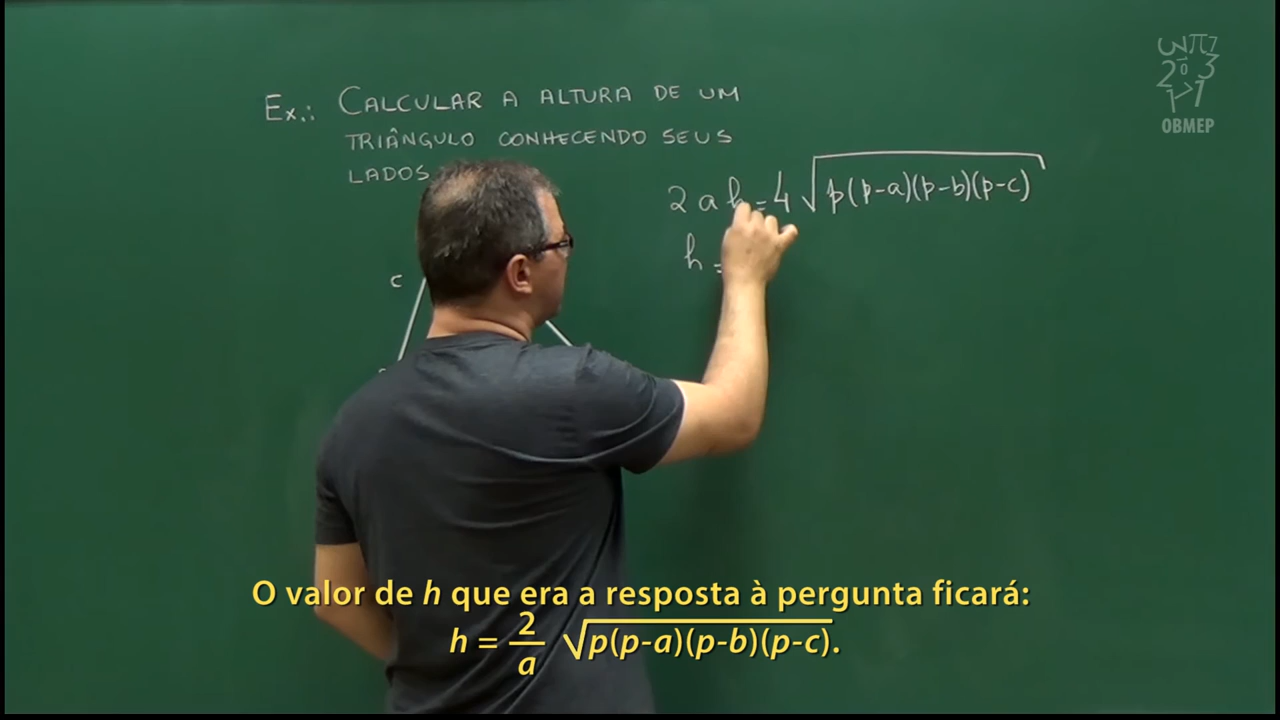 Ex.: CALCULAR A ALTURA DE UM
TRIÂNGULO CONHECENDO SEUS
LADOS.
2ah = 4√p(p-a)(p-b)(p-c)
h =
c
O valor de h que era a resposta à pergunta ficará:
h = 2/a √p(p-a)(p-b)(p-c).
OBMEP